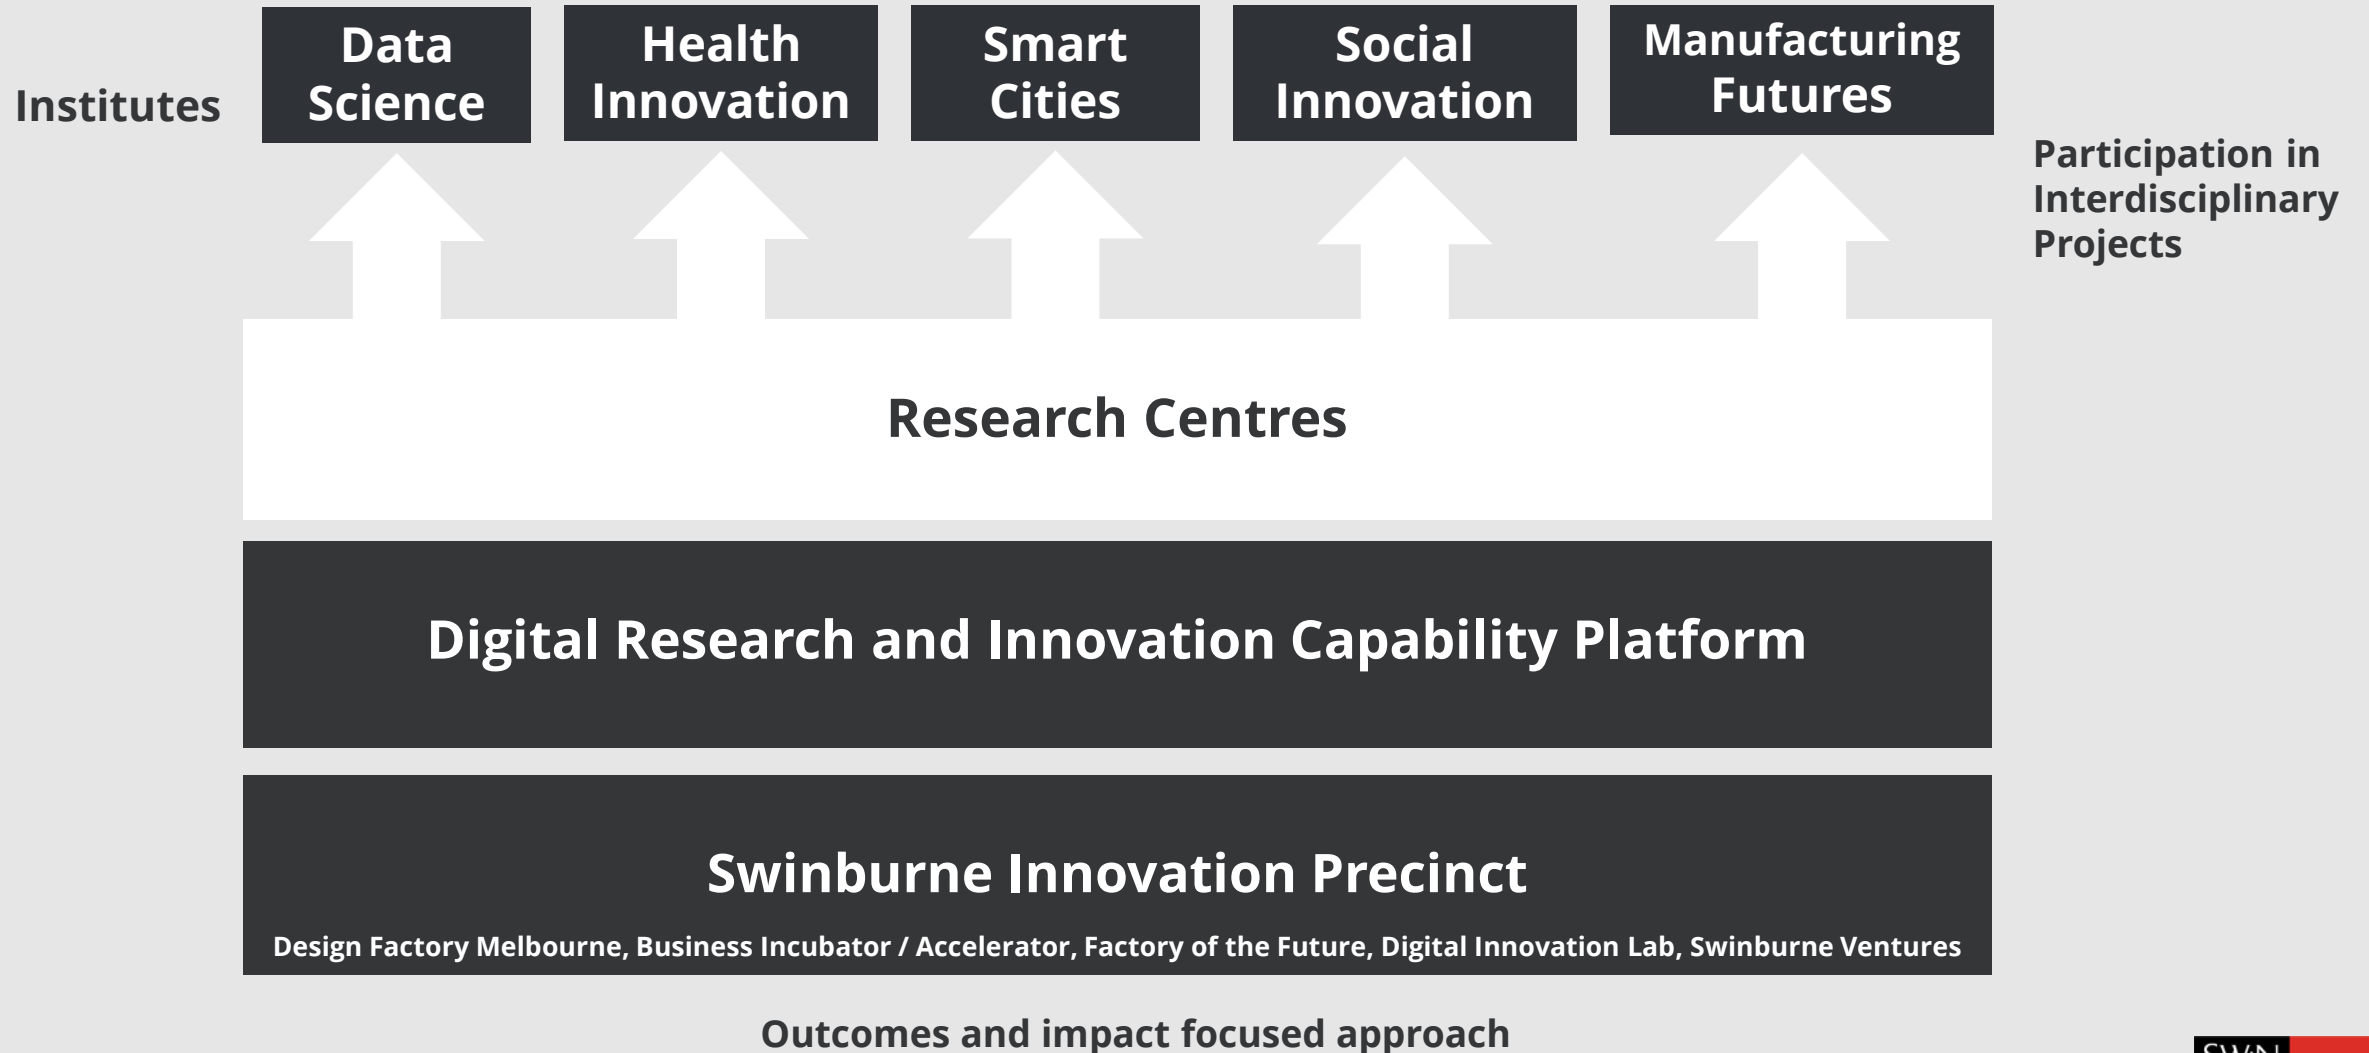 Institutes
Data
Science
Health
Innovation
Smart
Cities
Social
Innovation
Manufacturing
Futures
Participation in
Interdisciplinary
Projects
Research Centres
Digital Research and Innovation Capability Platform
Swinburne Innovation Precinct
Design Factory Melbourne, Business Incubator / Accelerator, Factory of the Future, Digital Innovation Lab, Swinburne Ventures
Outcomes and impact focused approach